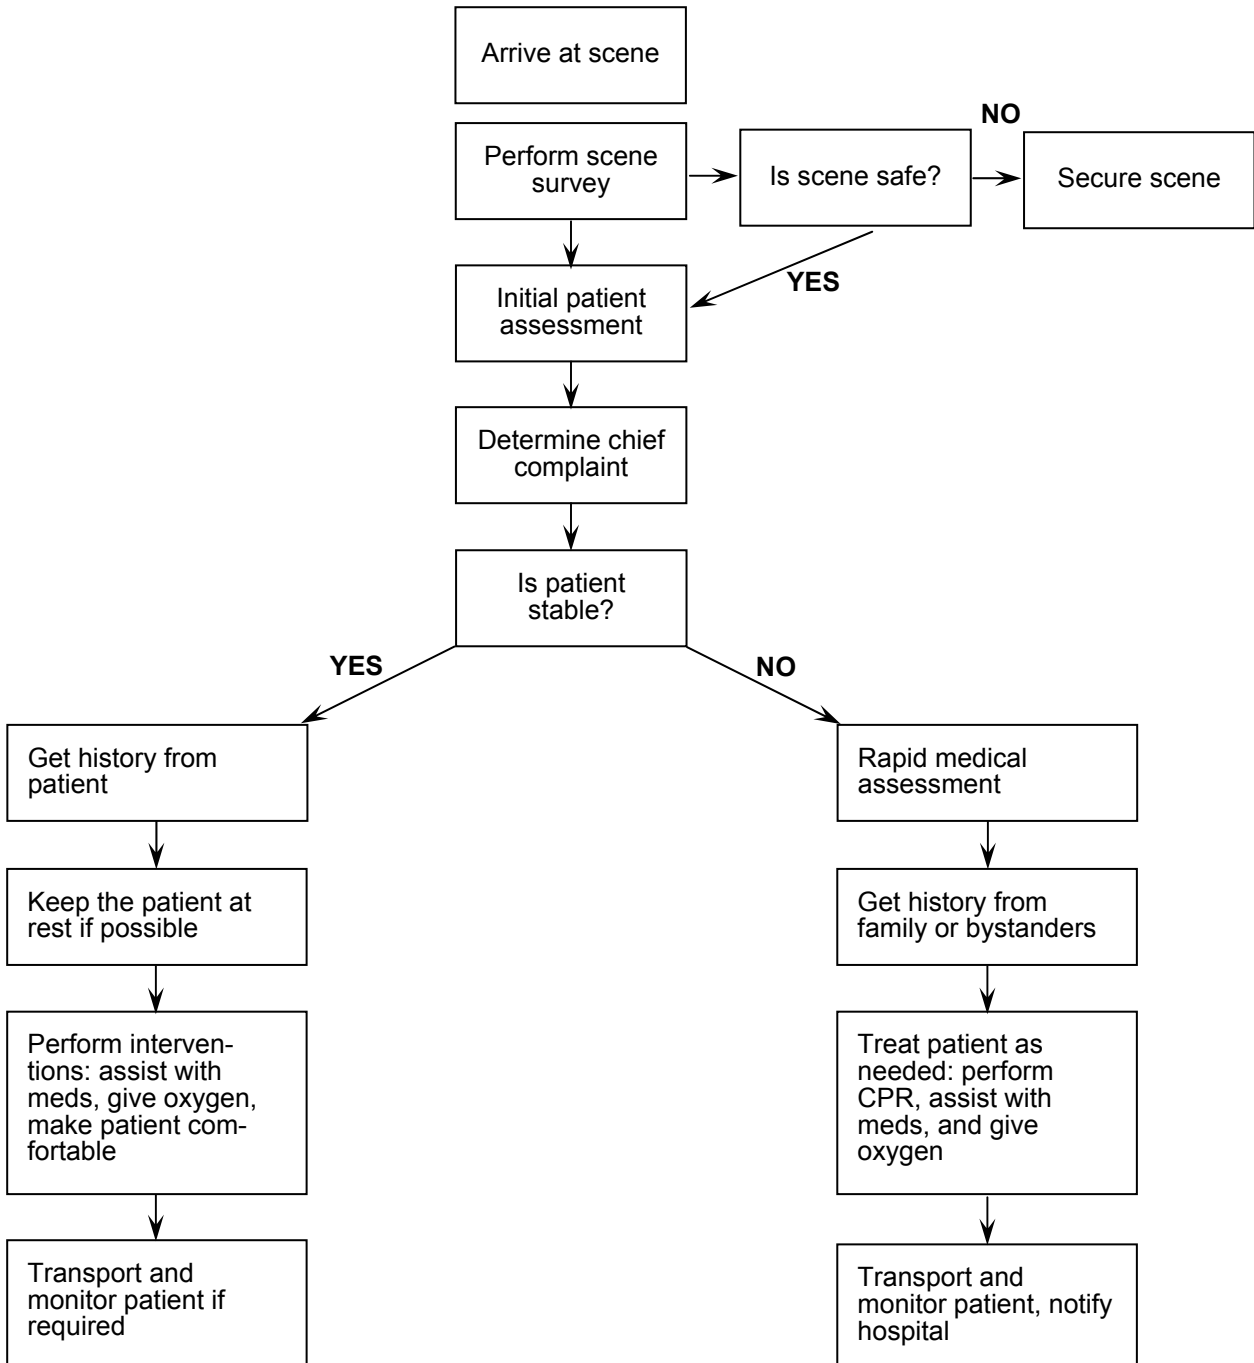 Arrive at scene
NO
Perform scene
survey
Is scene safe?
Secure scene
YES
Initial patient
assessment
Determine chief
complaint
Is patient
stable?
YES
NO
Get history from
patient
Keep the patient at
rest if possible
Perform interven-
tions: assist with
meds, give oxygen,
make patient com-
fortable
Transport and
monitor patient if
required
Rapid medical
assessment
Get history from
family or bystanders
Treat patient as
needed: perform
CPR, assist with
meds, and give
oxygen
Transport and
monitor patient, notify
hospital